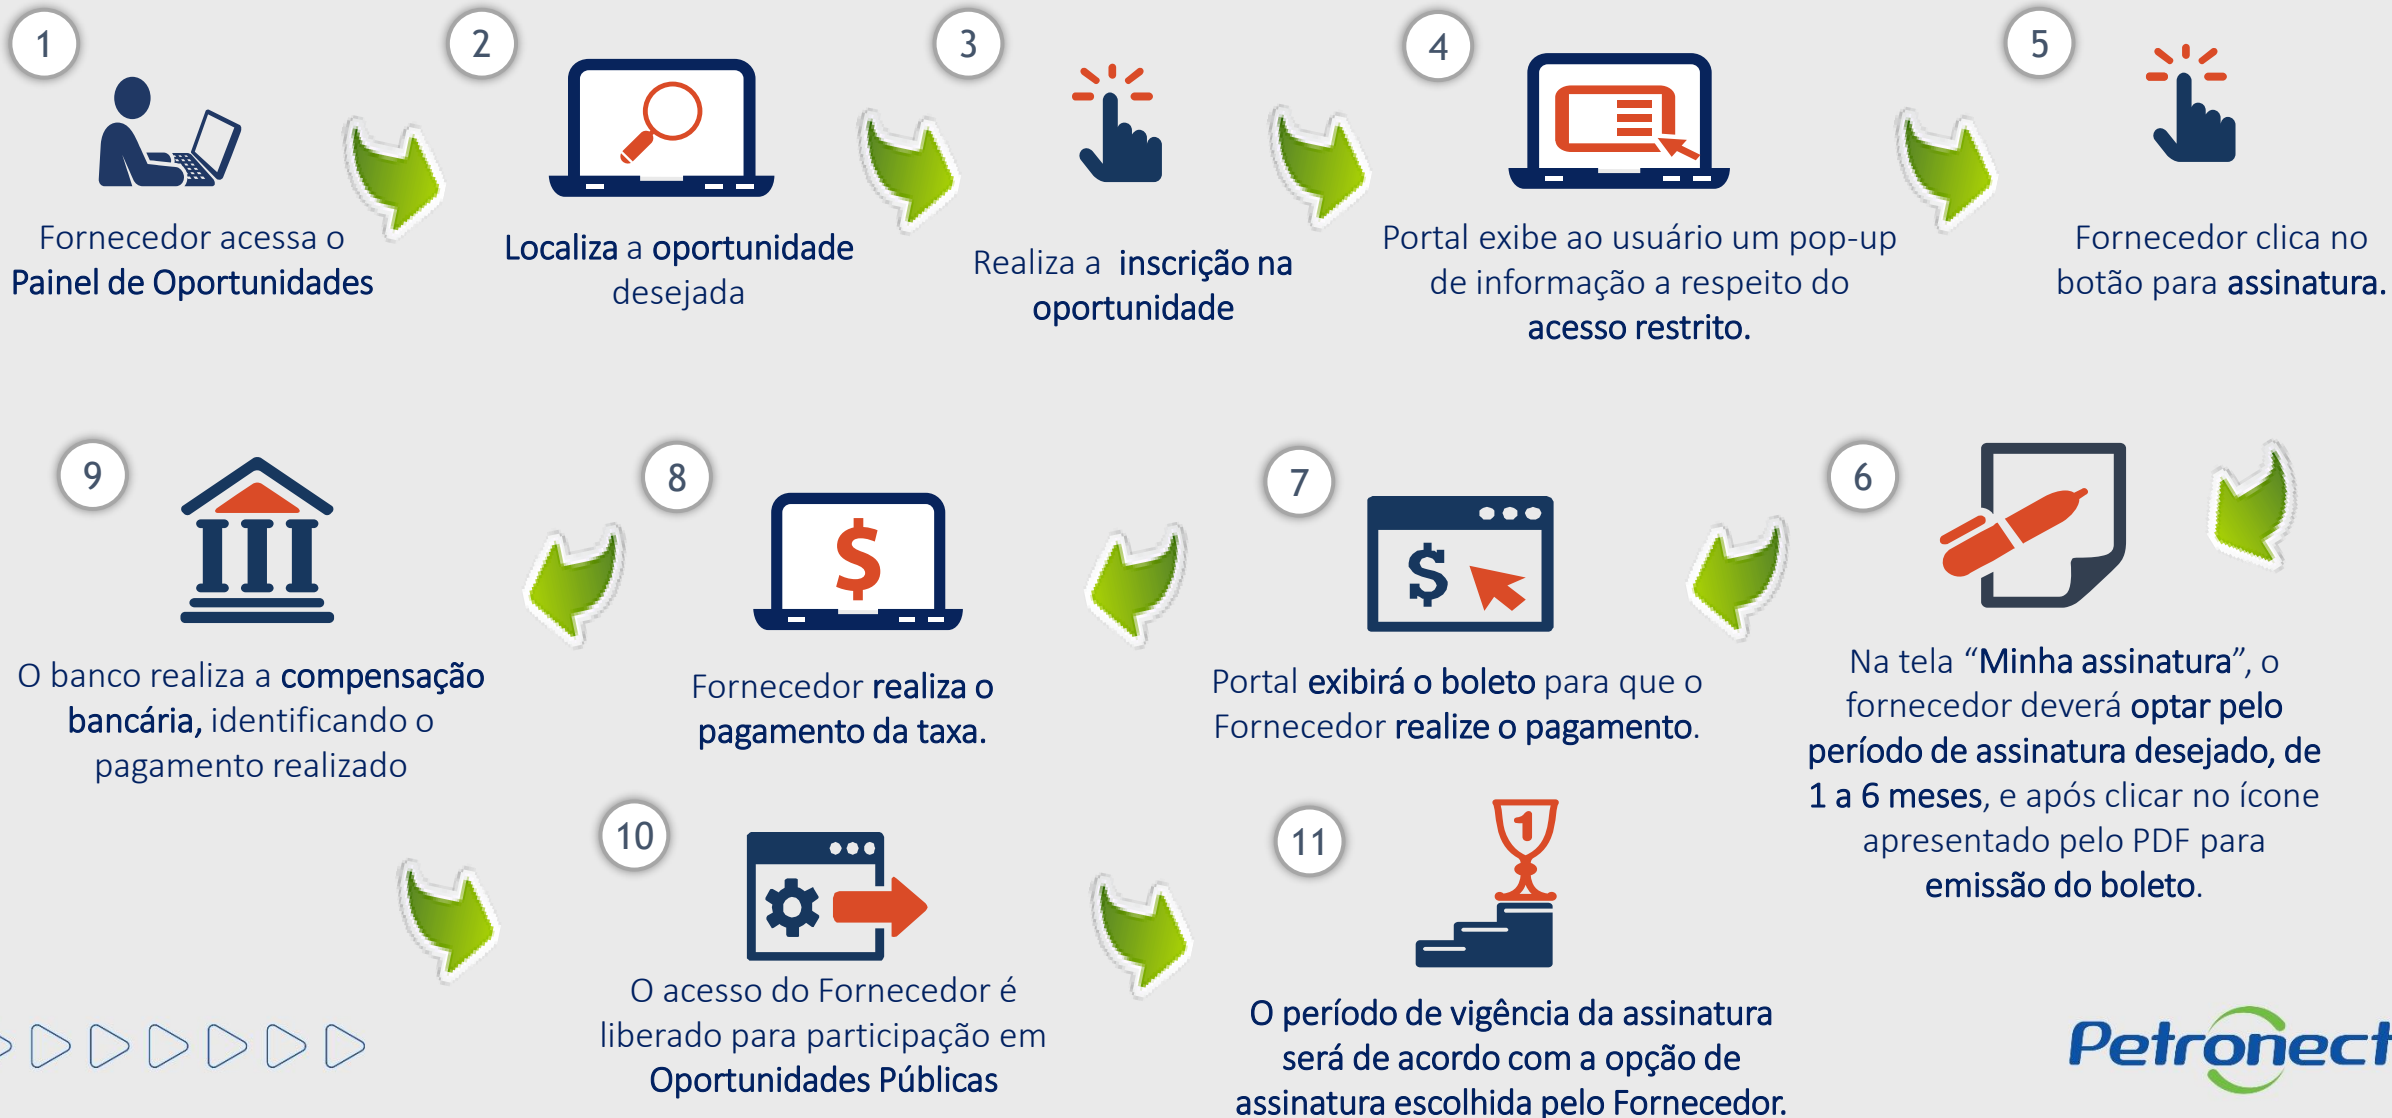 1
Fornecedor acessa o
Painel de Oportunidades
2
Localiza a oportunidade
desejada
3
Realiza a inscrição na
oportunidade
4
Portal exibe ao usuário um pop-up
de informação a respeito do
acesso restrito.
5
Fornecedor clica no
botão para assinatura.
6
Na tela “Minha assinatura”, o
fornecedor deverá optar pelo
período de assinatura desejado, de
1 a 6 meses, e após clicar no ícone
apresentado pelo PDF para
emissão do boleto.
7
$
Portal exibirá o boleto para que o
Fornecedor realize o pagamento.
8
$
Fornecedor realiza o
pagamento da taxa.
9
O banco realiza a compensação
bancária, identificando o
pagamento realizado
10
O acesso do Fornecedor é
liberado para participação em
Oportunidades Públicas
11
1
O período de vigência da assinatura
será de acordo com a opção de
assinatura escolhida pelo Fornecedor.
Petronect